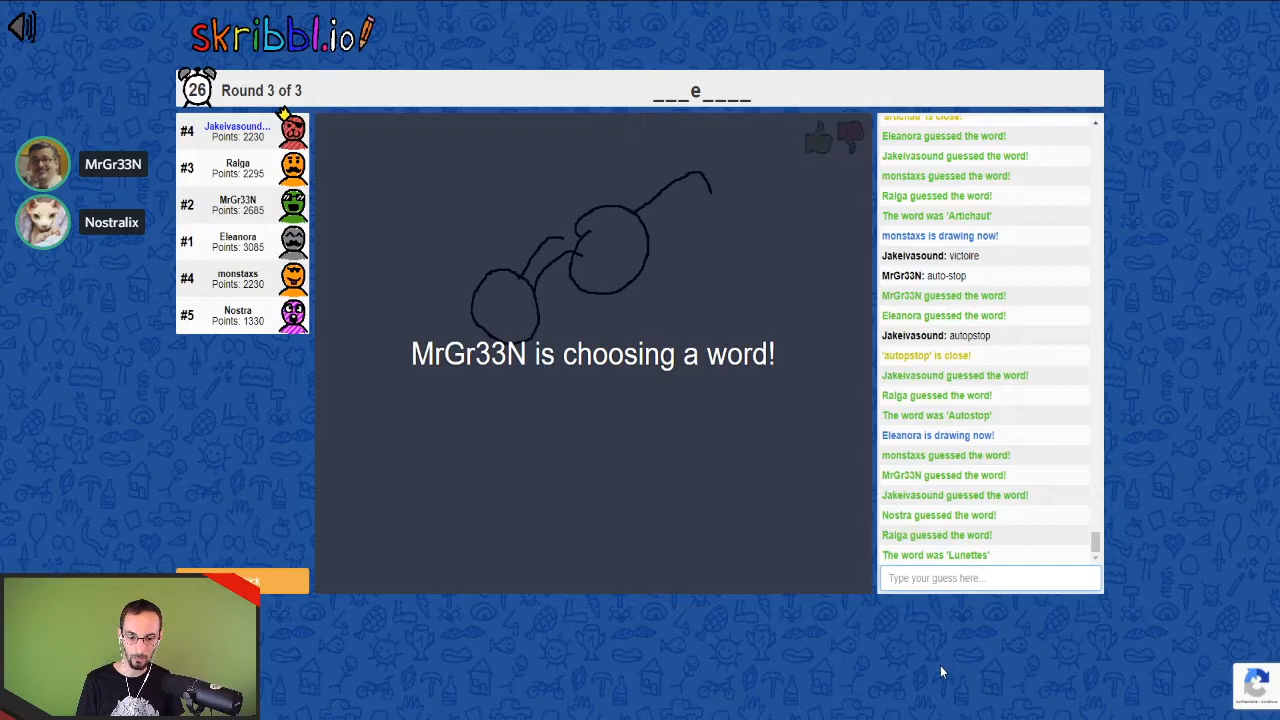 skribbl.io
26
Round 3 of 3
___e____
#4
Jakeivasound...
Points: 2230
#3
Ralga
Points: 2295
#2
MrGr33N
Points: 2685
#1
Eleanora
Points: 3085
#4
monstaxs
Points: 2230
#5
Nostra
Points: 1330
MrGr33N
Nostralix
MrGr33N is choosing a word!
'artichau' is close!
Eleanora guessed the word!
Jakeivasound guessed the word!
monstaxs guessed the word!
Ralga guessed the word!
The word was 'Artichaut'
monstaxs is drawing now!
Jakeivasound: victoire
MrGr33N: auto-stop
MrGr33N guessed the word!
Eleanora guessed the word!
Jakeivasound: autopstop
'autopstop' is close!
Jakeivasound guessed the word!
Ralga guessed the word!
The word was 'Autostop'
Eleanora is drawing now!
monstaxs guessed the word!
MrGr33N guessed the word!
Jakeivasound guessed the word!
Nostra guessed the word!
Ralga guessed the word!
The word was 'Lunettes'
Type your guess here...